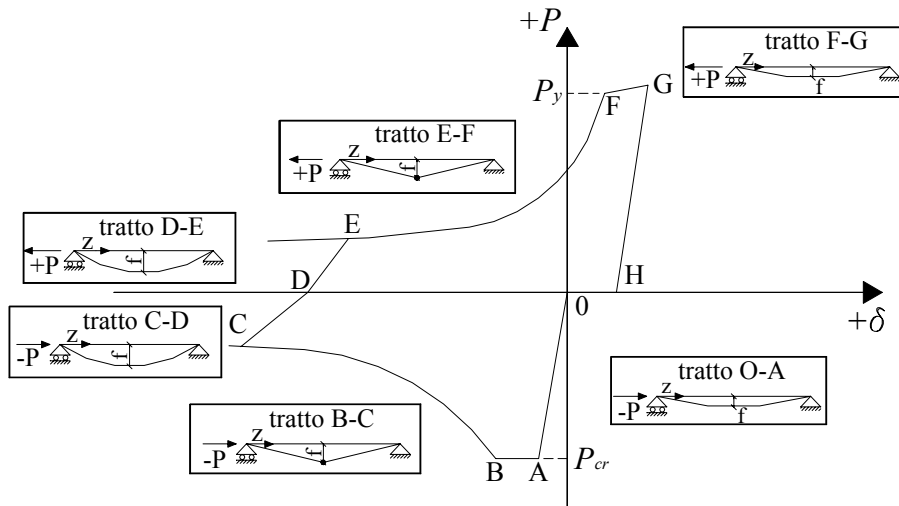 +P
tratto F-G
z
+P
f
P_y
F
G
tratto E-F
z
+P
f
E
tratto D-E
z
+P
f
D
H
0
+δ
C
tratto C-D
z
-P
f
tratto O-A
z
-P
f
tratto B-C
z
-P
f
B
A
P_cr